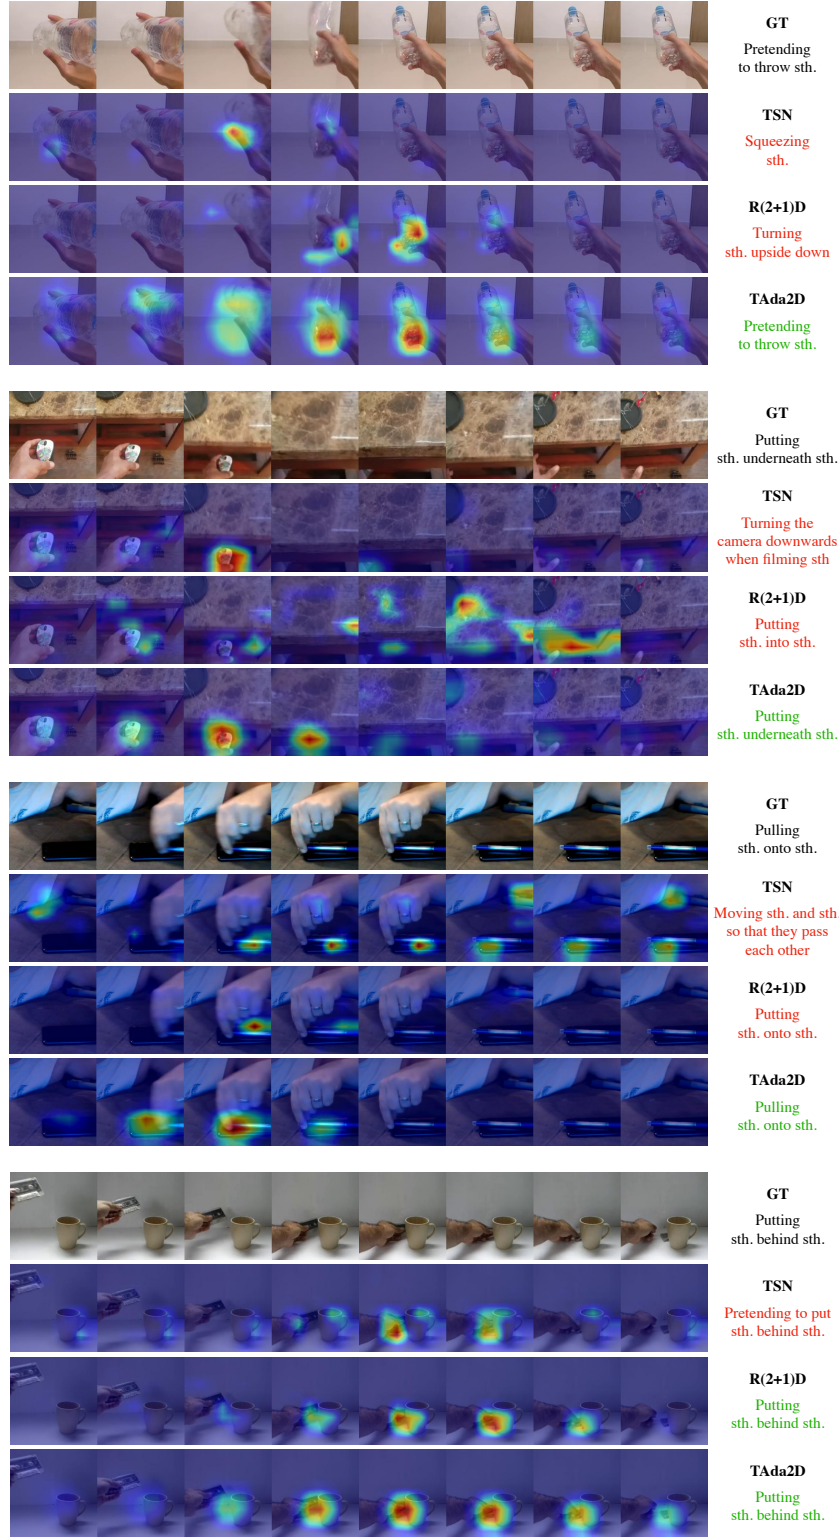 GT
Pretending
to throw sth.
TSN
Squeezing
sth.
R(2+1)D
Turning
sth. upside down
TAda2D
Pretending
to throw sth.
GT
Putting
sth. underneath sth.
TSN
Turning the
camera downwards
when filming sth
R(2+1)D
Putting
sth. into sth.
TAda2D
Putting
sth. underneath sth.
GT
Pulling
sth. onto sth.
TSN
Moving sth. and sth.
so that they pass
each other
R(2+1)D
Putting
sth. onto sth.
TAda2D
Pulling
sth. onto sth.
GT
Putting
sth. behind sth.
TSN
Pretending to put
sth. behind sth.
R(2+1)D
Putting
sth. behind sth.
TAda2D
Putting
sth. behind sth.